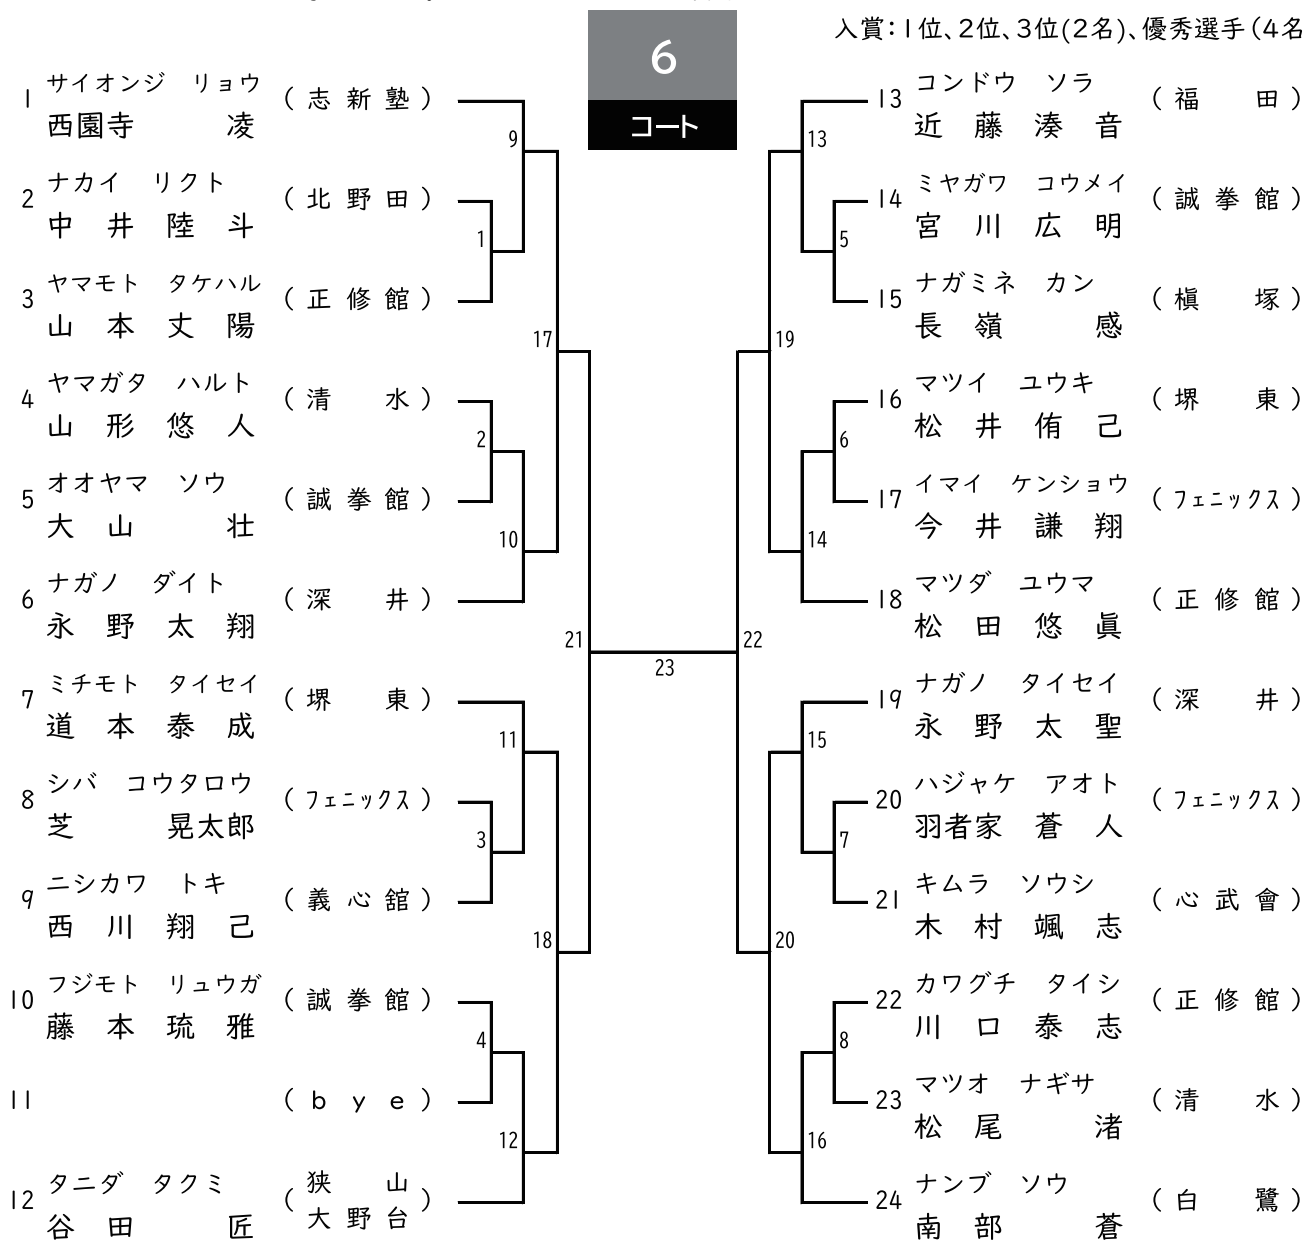 入賞：1位、2位、3位(2名)、優秀選手（4名
6
コート
1 サイオンジ リョウ （志新塾）
西園寺 凌
2 ナカイ リクト （北野田）
中井陸斗
3 ヤマモト タケハル （正修館）
山本丈陽
4 ヤマガタ ハルト （清水）
山形悠人
5 オオヤマ ソウ （誠拳館）
大山 壮
6 ナガノ ダイト （深井）
永野太翔
7 ミチモト タイセイ （堺東）
道本泰成
8 シバ コウタロウ （フェニックス）
芝 晃太郎
9 ニシカワ トキ （義心舘）
西川翔己
10 フジモト リュウガ （誠拳館）
藤本琉雅
11 （bye）
12 タニダ タクミ （狭山
大野台）
谷田 匠
9
1
17
2
10
21
11
3
18
4
12
23
13
5
19
6
14
22
15
7
20
8
16
13 コンドウ ソラ （福田）
近藤湊音
14 ミヤガワ コウメイ （誠拳館）
宮川広明
15 ナガミネ カン （槇塚）
長嶺 感
16 マツイ ユウキ （堺東）
松井侑己
17 イマイ ケンショウ （フェニックス）
今井謙翔
18 マツダ ユウマ （正修館）
松田悠眞
19 ナガノ タイセイ （深井）
永野太聖
20 ハジャケ アオト （フェニックス）
羽者家蒼人
21 キムラ ソウシ （心武會）
木村颯志
22 カワグチ タイシ （正修館）
川口泰志
23 マツオ ナギサ （清水）
松尾 渚
24 ナンブ ソウ （白鷺）
南部 蒼